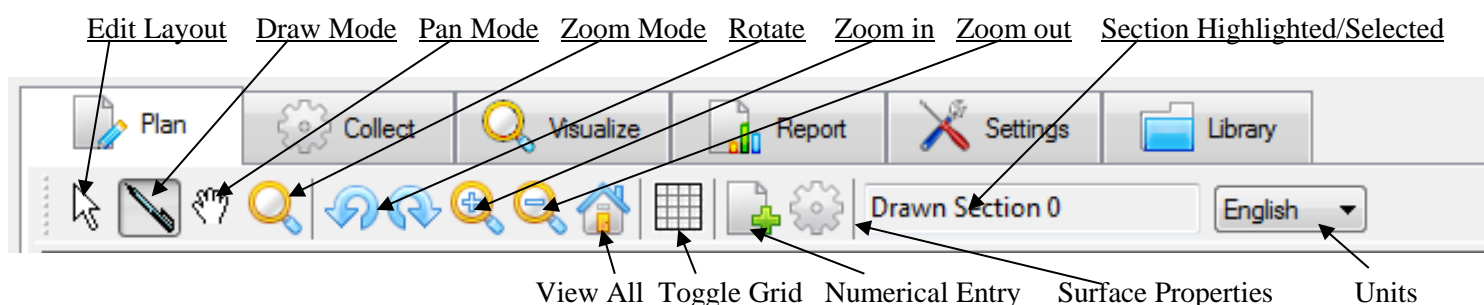 Edit Layout Draw Mode Pan Mode Zoom Mode Rotate Zoom in Zoom out Section Highlighted/Selected
Plan Collect Visualize Report Settings Library
Drawn Section 0 English
View All Toggle Grid Numerical Entry Surface Properties Units